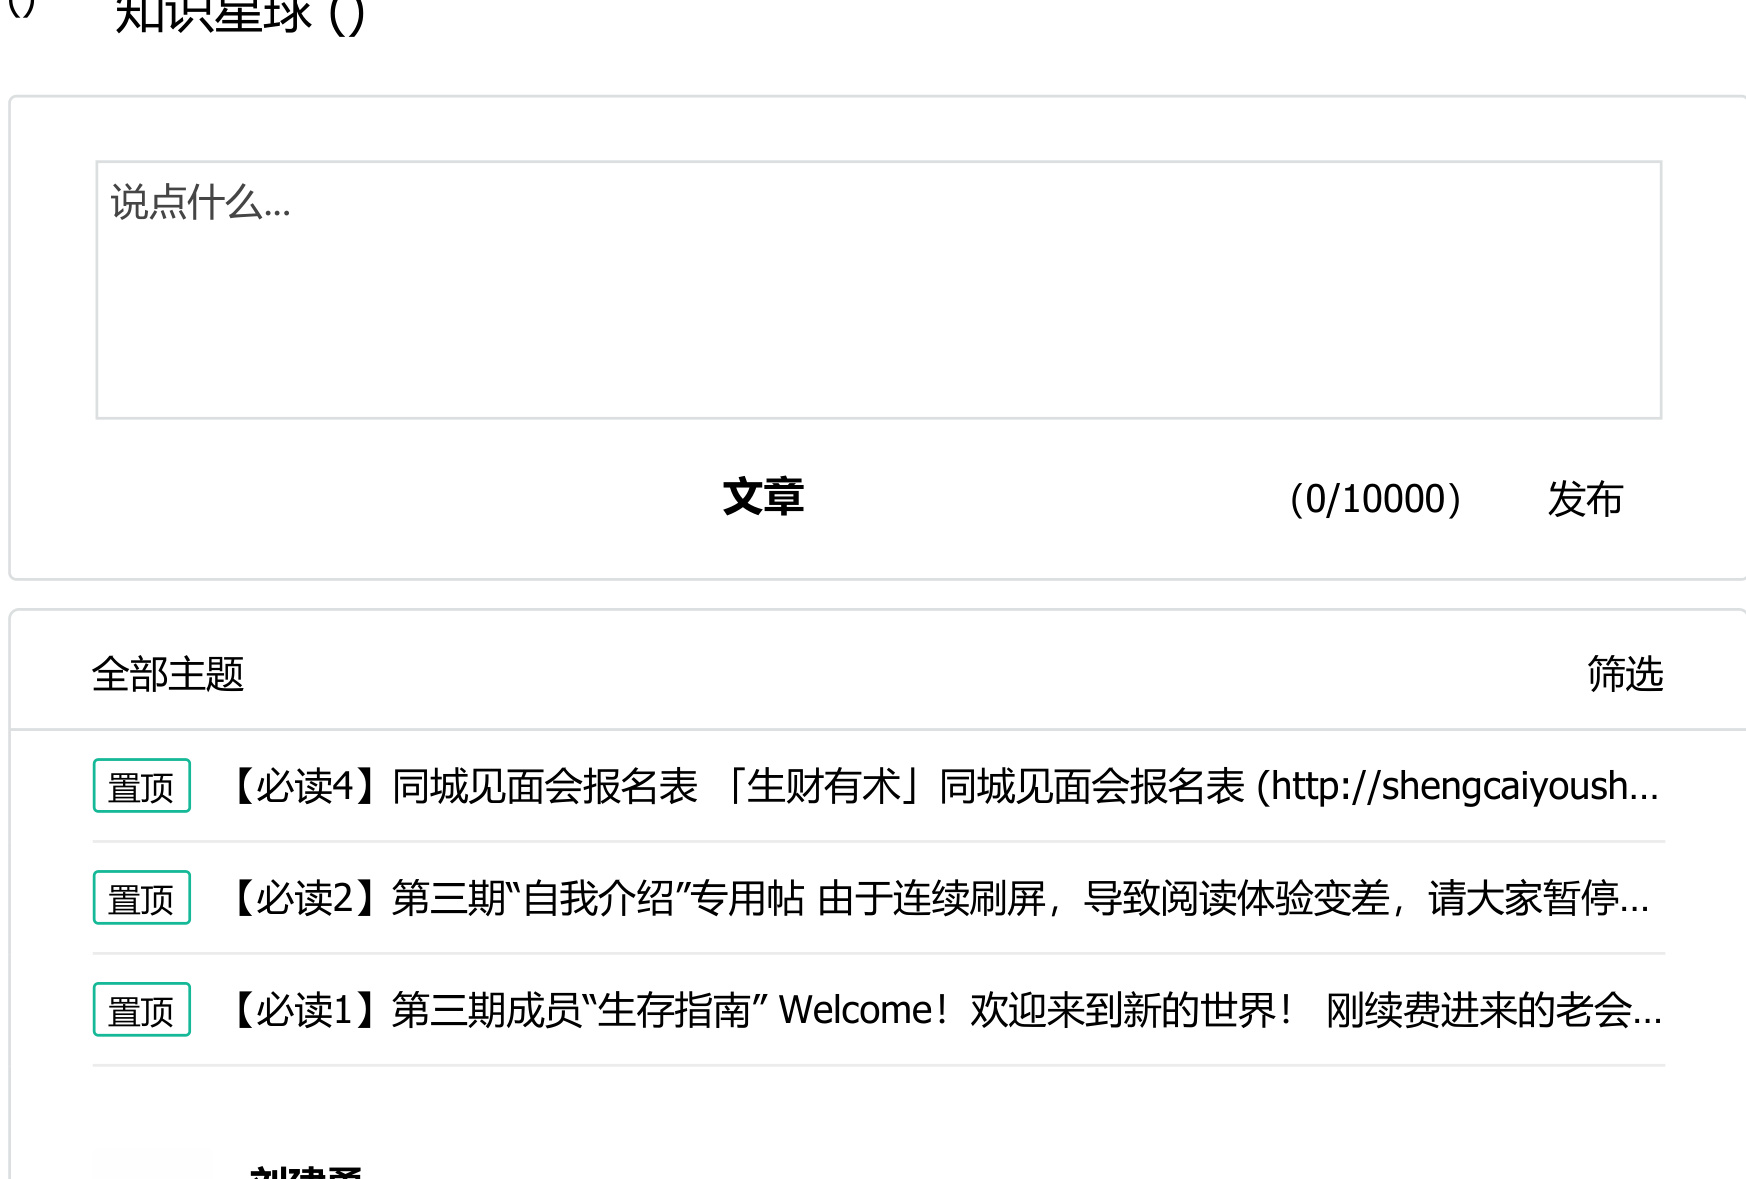 () 知识星球 ()
说点什么...
文章 (0/10000) 发布
全部主题 筛选
置顶 【必读4】同城见面会报名表 「生财有术」同城见面会报名表 (http://shengcaiyoush...
置顶 【必读2】第三期“自我介绍”专用帖 由于连续刷屏，导致阅读体验变差，请大家暂停...
置顶 【必读1】第三期成员“生存指南” Welcome！欢迎来到新的世界！ 刚续费进来的老会...